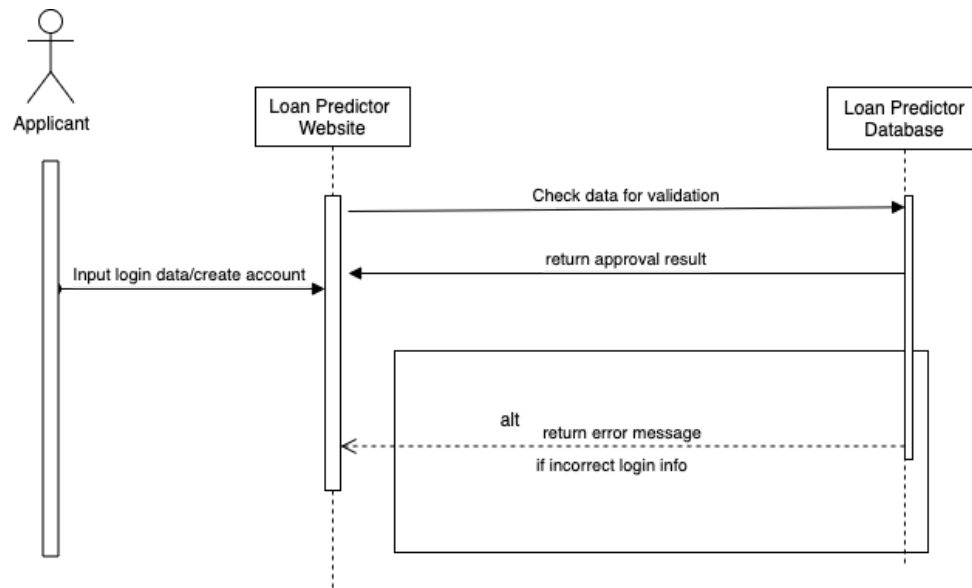 Applicant
Loan Predictor
Website
Loan Predictor
Database
Check data for validation
return approval result
Input login data/create account
alt
return error message
if incorrect login info